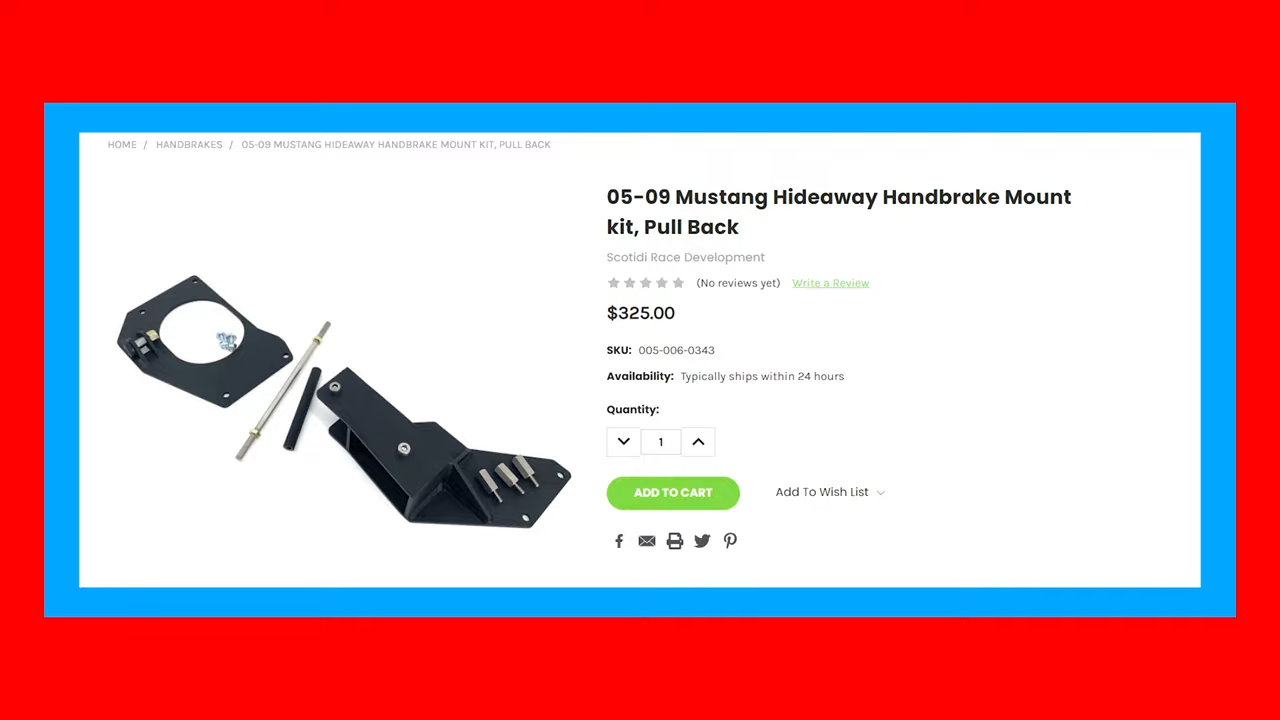 HOME / HANDBRAKES / 05-09 MUSTANG HIDEAWAY HANDBRAKE MOUNT KIT, PULL BACK
05-09 Mustang Hideaway Handbrake Mount
kit, Pull Back
Scotidi Race Development
(No reviews yet) Write a Review
$325.00
SKU: 005-006-0343
Availability: Typically ships within 24 hours
Quantity:
1
ADD TO CART Add To Wish List